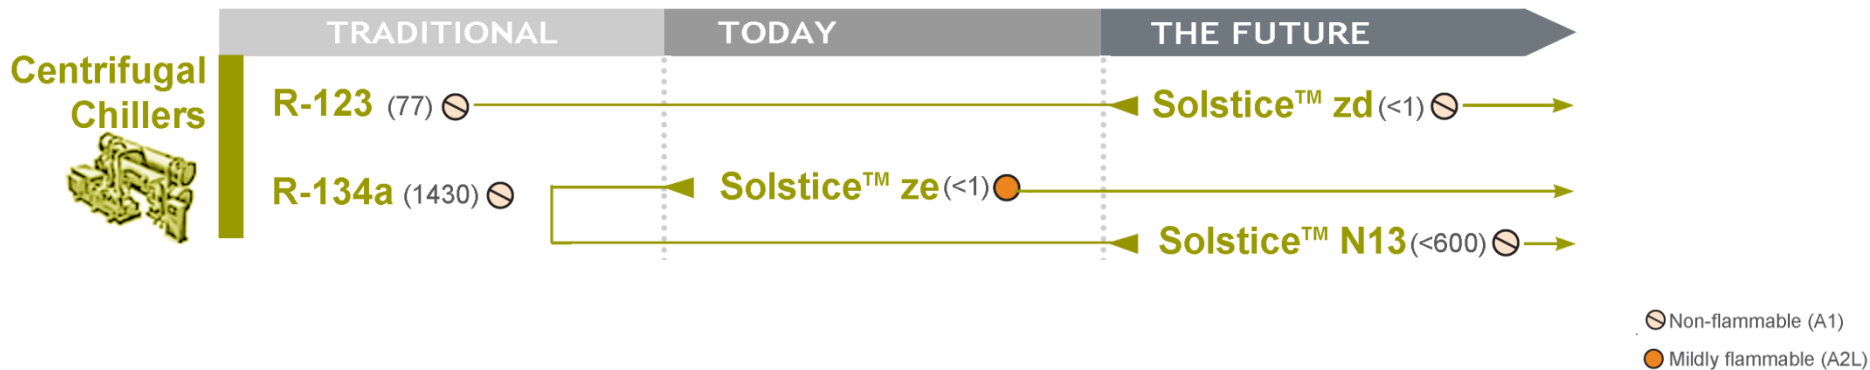 TRADITIONAL TODAY THE FUTURE
Centrifugal
Chillers
R-123 (77) Solstice™ zd (<1)
R-134a (1430) Solstice™ ze (<1)
Solstice™ N13 (<600)
Non-flammable (A1)
Mildly flammable (A2L)